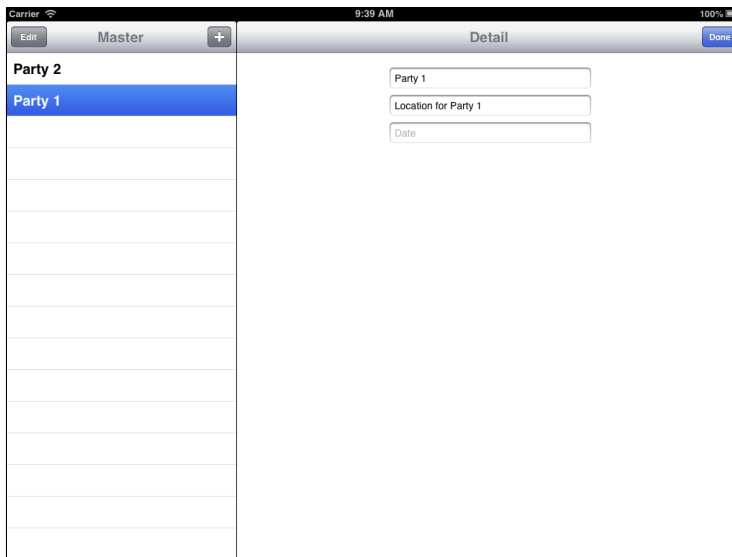 Carrier 9:39 AM 100%
Edit Master + Detail Done
Party 2
Party 1
Party 1
Location for Party 1
Date